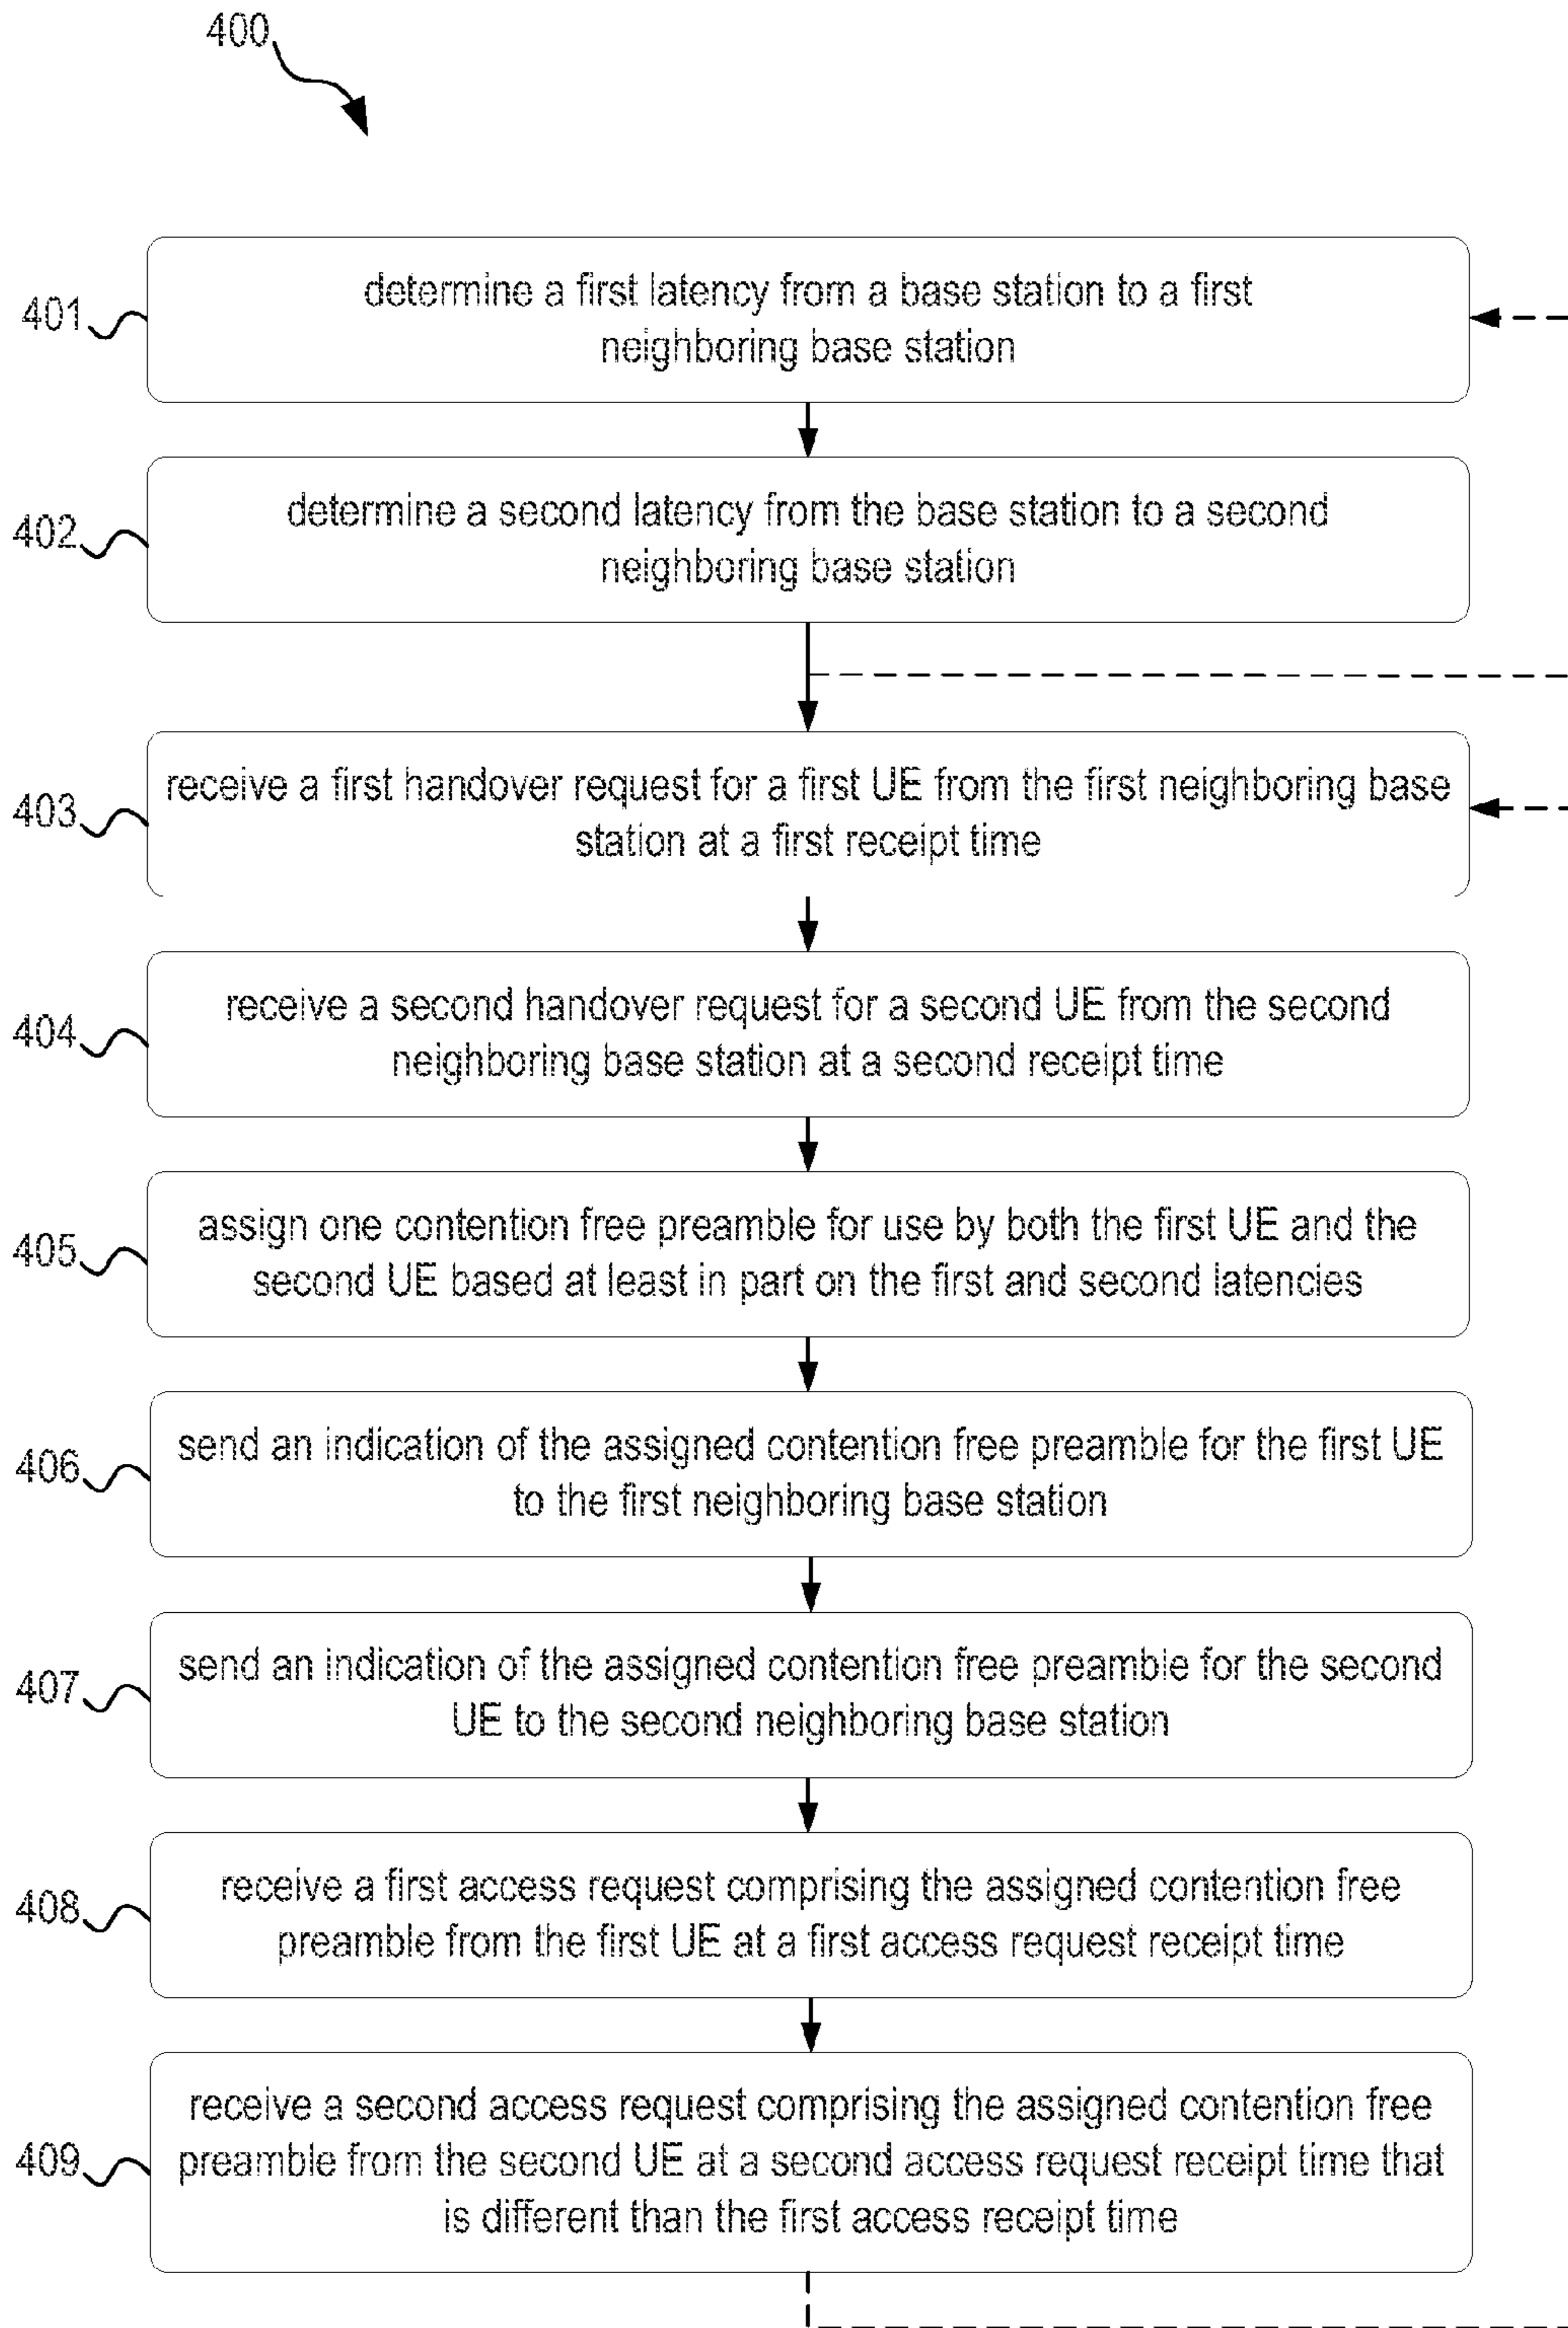 400
401
determine a first latency from a base station to a first
neighboring base station
402
determine a second latency from the base station to a second
neighboring base station
403
receive a first handover request for a first UE from the first neighboring base
station at a first receipt time
404
receive a second handover request for a second UE from the second
neighboring base station at a second receipt time
405
assign one contention free preamble for use by both the first UE and the
second UE based at least in part on the first and second latencies
406
send an indication of the assigned contention free preamble for the first UE
to the first neighboring base station
407
send an indication of the assigned contention free preamble for the second
UE to the second neighboring base station
408
receive a first access request comprising the assigned contention free
preamble from the first UE at a first access request receipt time
409
receive a second access request comprising the assigned contention free
preamble from the second UE at a second access request receipt time that
is different than the first access receipt time